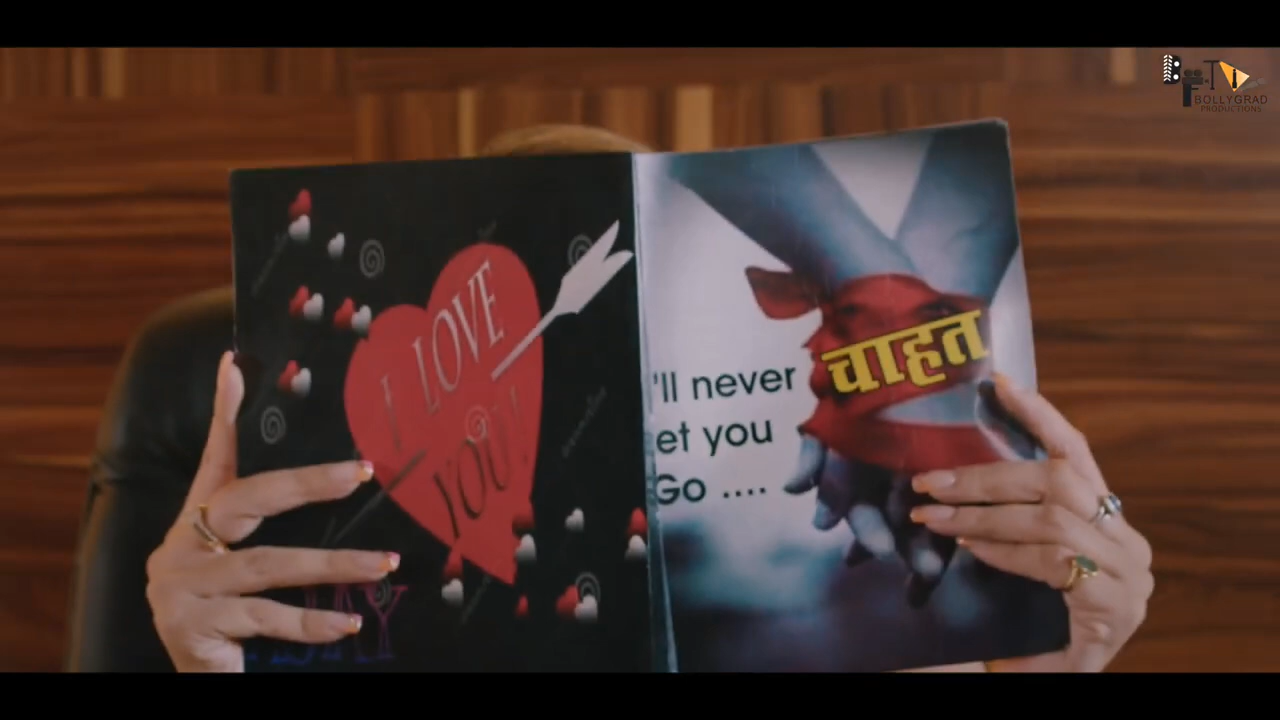 I LOVE
YOU!
'll never
et you
Go ....
चाहत
BOLLYGRAD
PRODUCTIONS